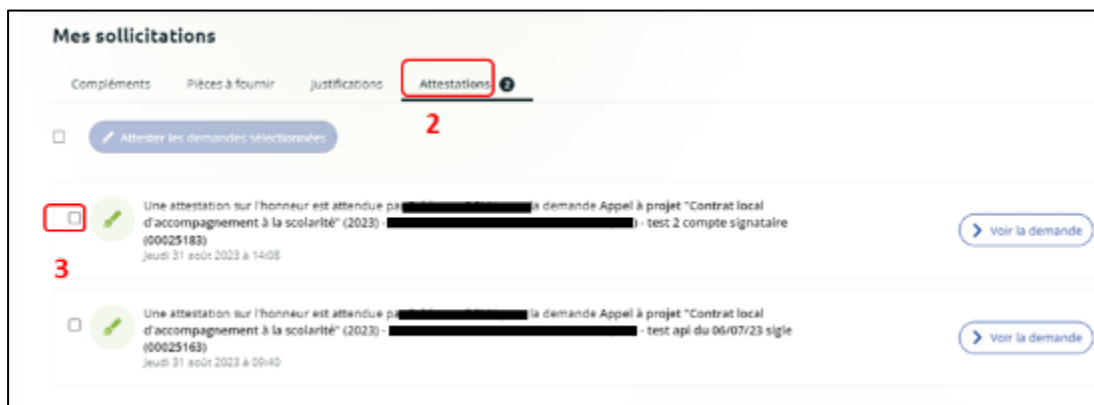 Mes sollicitations
Compléments Pièces à fournir Justifications Attestations 2
2
Attester les demandes sélectionnées
Une attestation sur l'honneur est attendue par la demande Appel à projet "Contrat local
d'accompagnement à la scolarité" (2023) - ) - test 2 compte signataire
(00025183)
Jeudi 31 août 2023 à 14:08
Voir la demande
3
Une attestation sur l'honneur est attendue pa la demande Appel à projet "Contrat local
d'accompagnement à la scolarité" (2023) - - test api du 06/07/23 sigle
(00025163)
Jeudi 31 août 2023 à 09:40
Voir la demande